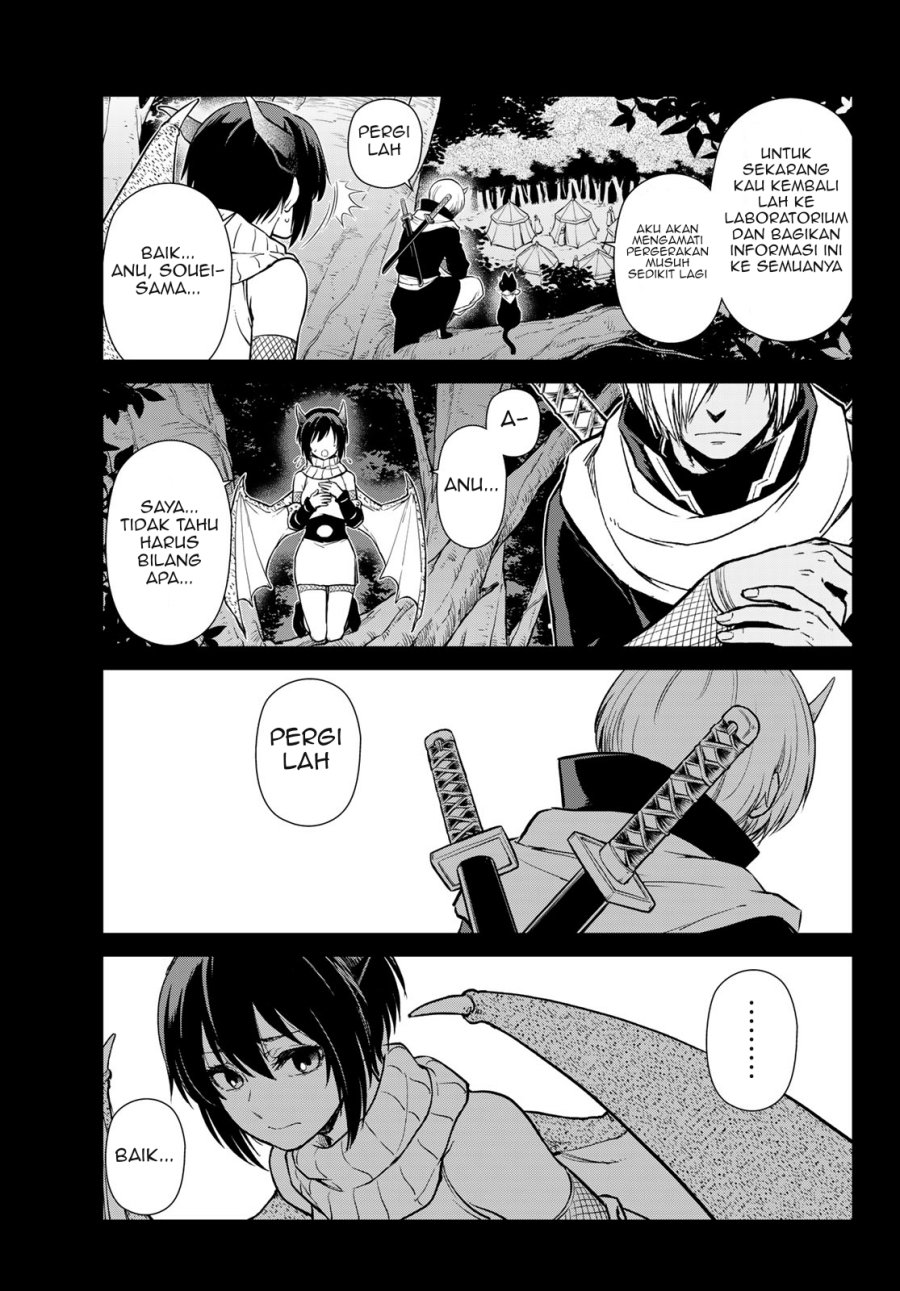 UNTUK
SEKARANG
KAU KEMBALI
LAH KE
LABORATORIUM
DAN BAGIKAN
INFORMASI INI
KE SEMUANYA
AKU AKAN
MENGAMATI
PERGERAKAN
MUSUH
SEDIKIT LAGI
PERGI
LAH
BAIK...
ANU, SOUEI-
SAMA...
A-
ANU...
SAYA...
TIDAK TAHU
HARUS
BILANG
APA...
PERGI
LAH
.........
BAIK...